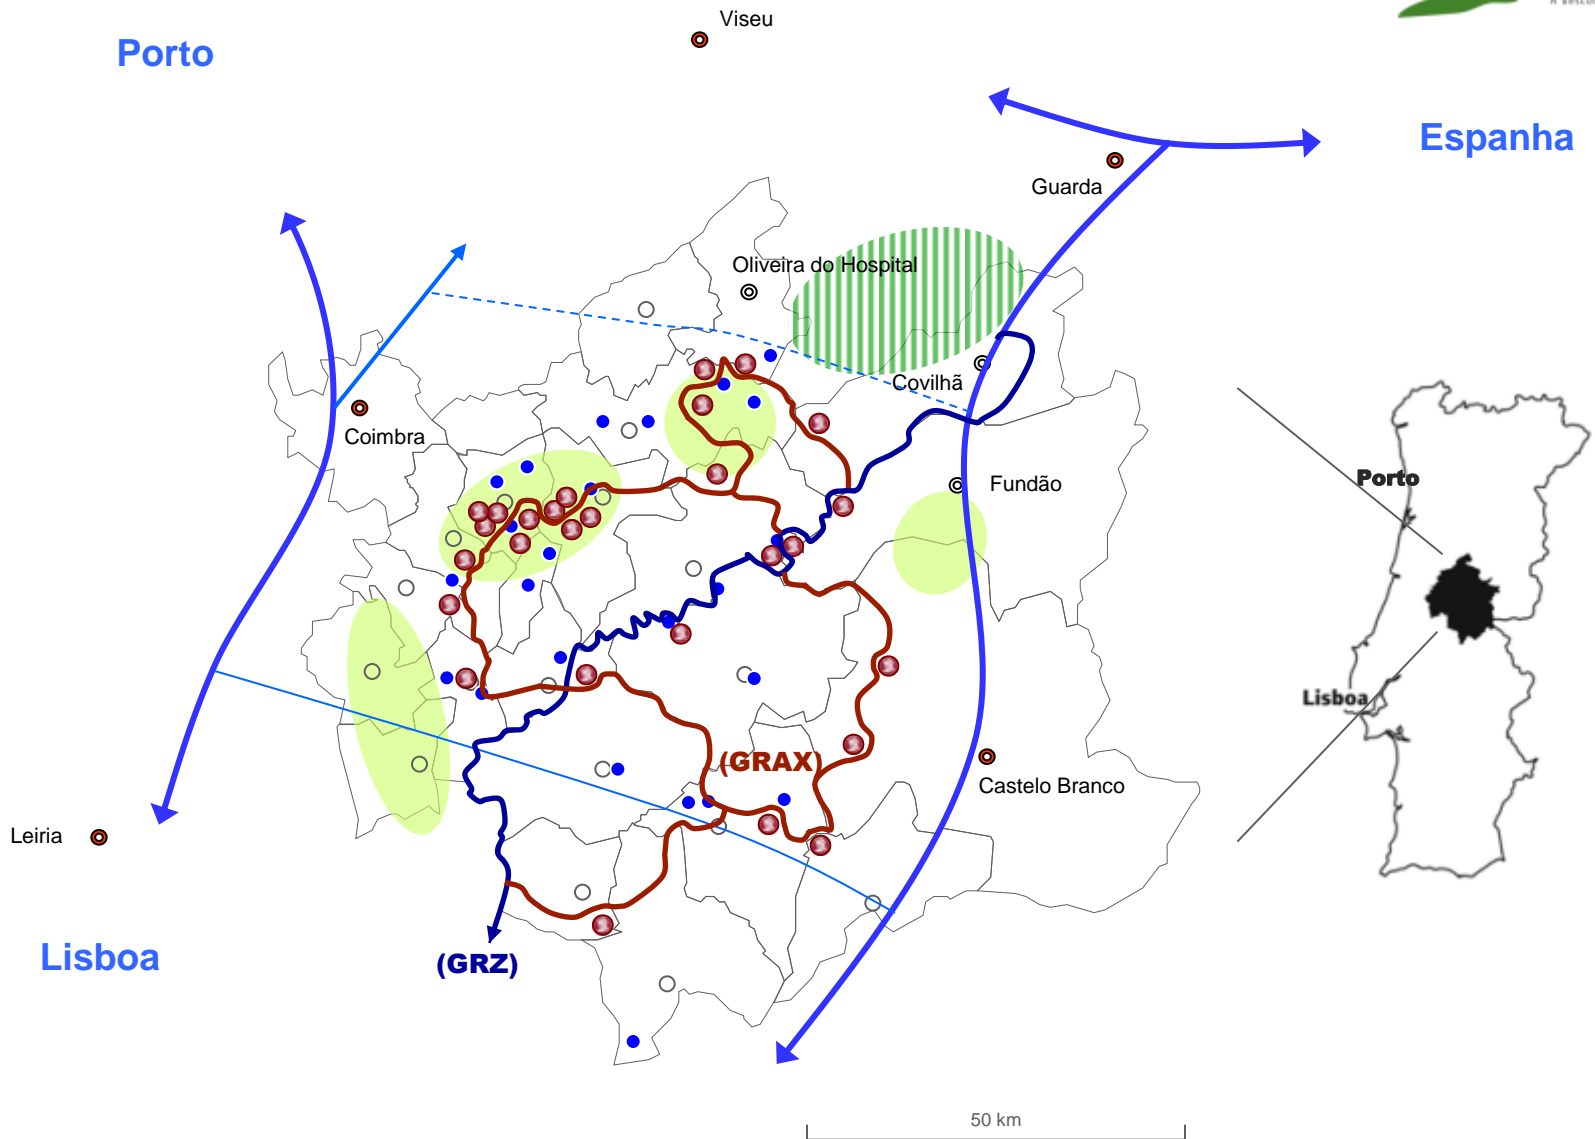 Viseu
Porto
Espanha
Guarda
Oliveira do Hospital
Covilhã
Coimbra
Fundão
Porto
Lisboa
(GRAX)
Castelo Branco
Leiria
Lisboa
(GRZ)
50 km